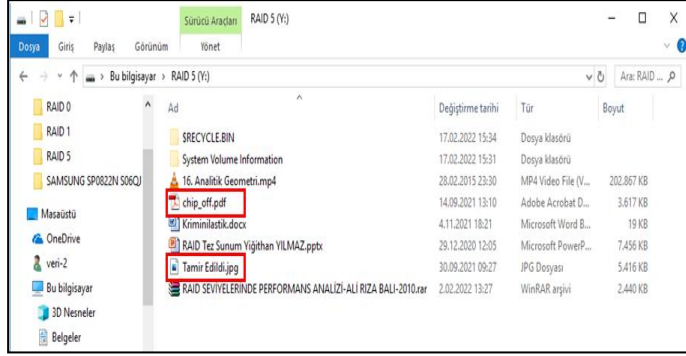 Sürücü Araçları RAID 5 (Y:)
Dosya Giriş Paylaş Görünüm Yönet
Bu bilgisayar > RAID 5 (Y:) Ara: RAID ...
RAID 0
RAID 1
RAID 5
SAMSUNG SP0822N S06QJ
Masaüstü
OneDrive
veri-2
Bu bilgisayar
3D Nesneler
Belgeler
Ad Değiştirme tarihi Tür Boyut
$RECYCLE.BIN 17.02.2022 15:34 Dosya klasörü
System Volume Information 17.02.2022 15:31 Dosya klasörü
16. Analitik Geometri.mp4 28.02.2015 23:30 MP4 Video File (V... 202.867 KB
chip_off.pdf 14.09.2021 13:10 Adobe Acrobat D... 3.617 KB
Kriminilastik.docx 4.11.2021 18:21 Microsoft Word B... 19 KB
RAID Tez Sunum Yiğithan YILMAZ.pptx 29.12.2020 12:05 Microsoft PowerP... 7.456 KB
Tamir Edildi.jpg 30.09.2021 09:27 JPG Dosyası 5.416 KB
RAID SEVİYELERİNDE PERFORMANS ANALİZİ-ALİ RIZA BALI-2010.rar 2.02.2022 13:27 WinRAR arşivi 2.440 KB